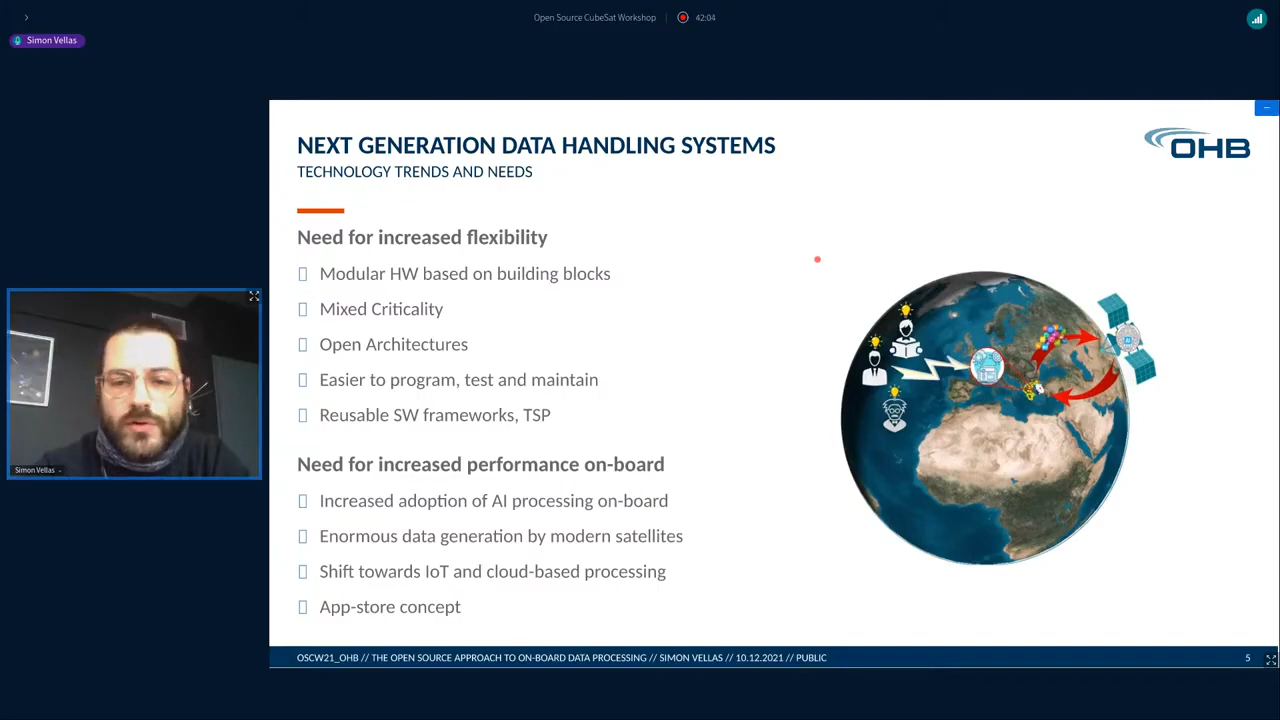 Open Source CubeSat Workshop
42:04
Simon Vellas
NEXT GENERATION DATA HANDLING SYSTEMS
OHB
TECHNOLOGY TRENDS AND NEEDS
Need for increased flexibility
Modular HW based on building blocks
Mixed Criticality
Open Architectures
Easier to program, test and maintain
Reusable SW frameworks, TSP
Simon Vellas
Need for increased performance on-board
Increased adoption of AI processing on-board
Enormous data generation by modern satellites
Shift towards IoT and cloud-based processing
App-store concept
AI
OSCW21_OHB // THE OPEN SOURCE APPROACH TO ON-BOARD DATA PROCESSING // SIMON VELLAS // 10.12.2021 // PUBLIC
5